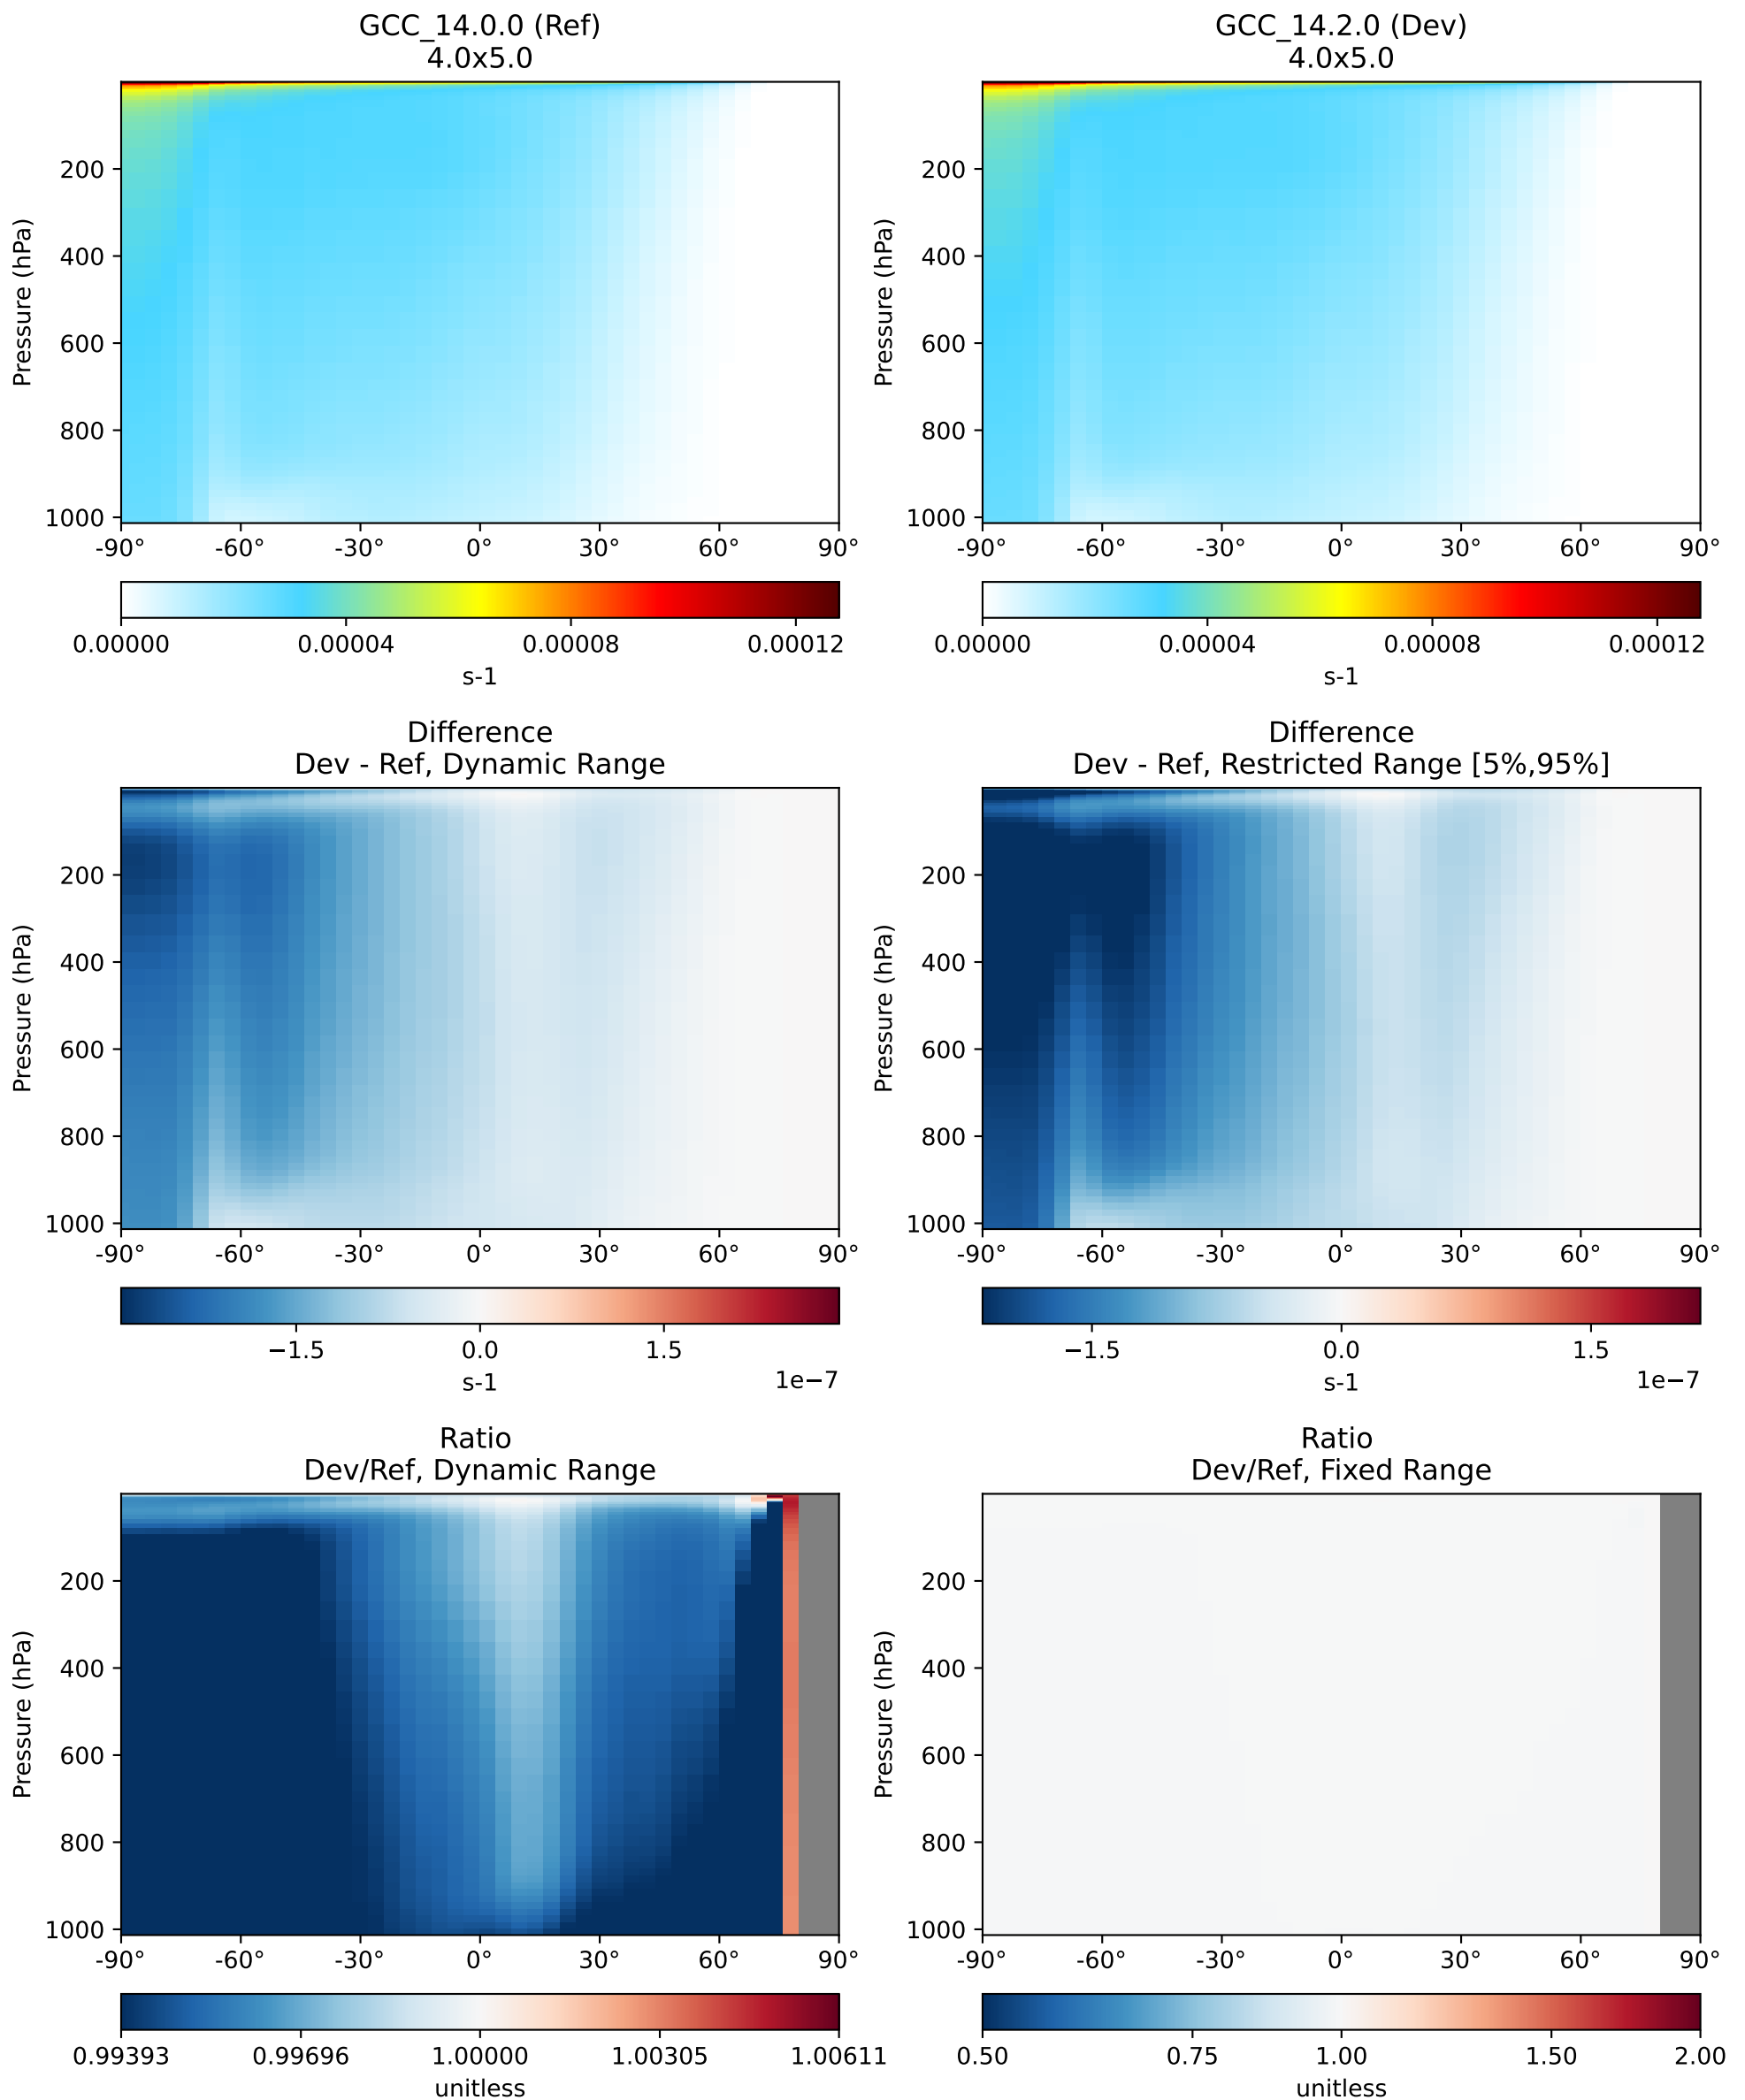 GCC_14.0.0 (Ref)
4.0x5.0
Pressure (hPa)
200
400
600
800
1000
-90° -60° -30° 0° 30° 60° 90°
0.00000 0.00004 0.00008 0.00012
s-1
GCC_14.2.0 (Dev)
4.0x5.0
Pressure (hPa)
200
400
600
800
1000
-90° -60° -30° 0° 30° 60° 90°
0.00000 0.00004 0.00008 0.00012
s-1
Difference
Dev - Ref, Dynamic Range
Pressure (hPa)
200
400
600
800
1000
-90° -60° -30° 0° 30° 60° 90°
−1.5 0.0 1.5
s-1
1e−7
Difference
Dev - Ref, Restricted Range [5%,95%]
Pressure (hPa)
200
400
600
800
1000
-90° -60° -30° 0° 30° 60° 90°
−1.5 0.0 1.5
s-1
1e−7
Ratio
Dev/Ref, Dynamic Range
Pressure (hPa)
200
400
600
800
1000
-90° -60° -30° 0° 30° 60° 90°
0.99393 0.99696 1.00000 1.00305 1.00611
unitless
Ratio
Dev/Ref, Fixed Range
Pressure (hPa)
200
400
600
800
1000
-90° -60° -30° 0° 30° 60° 90°
0.50 0.75 1.00 1.50 2.00
unitless